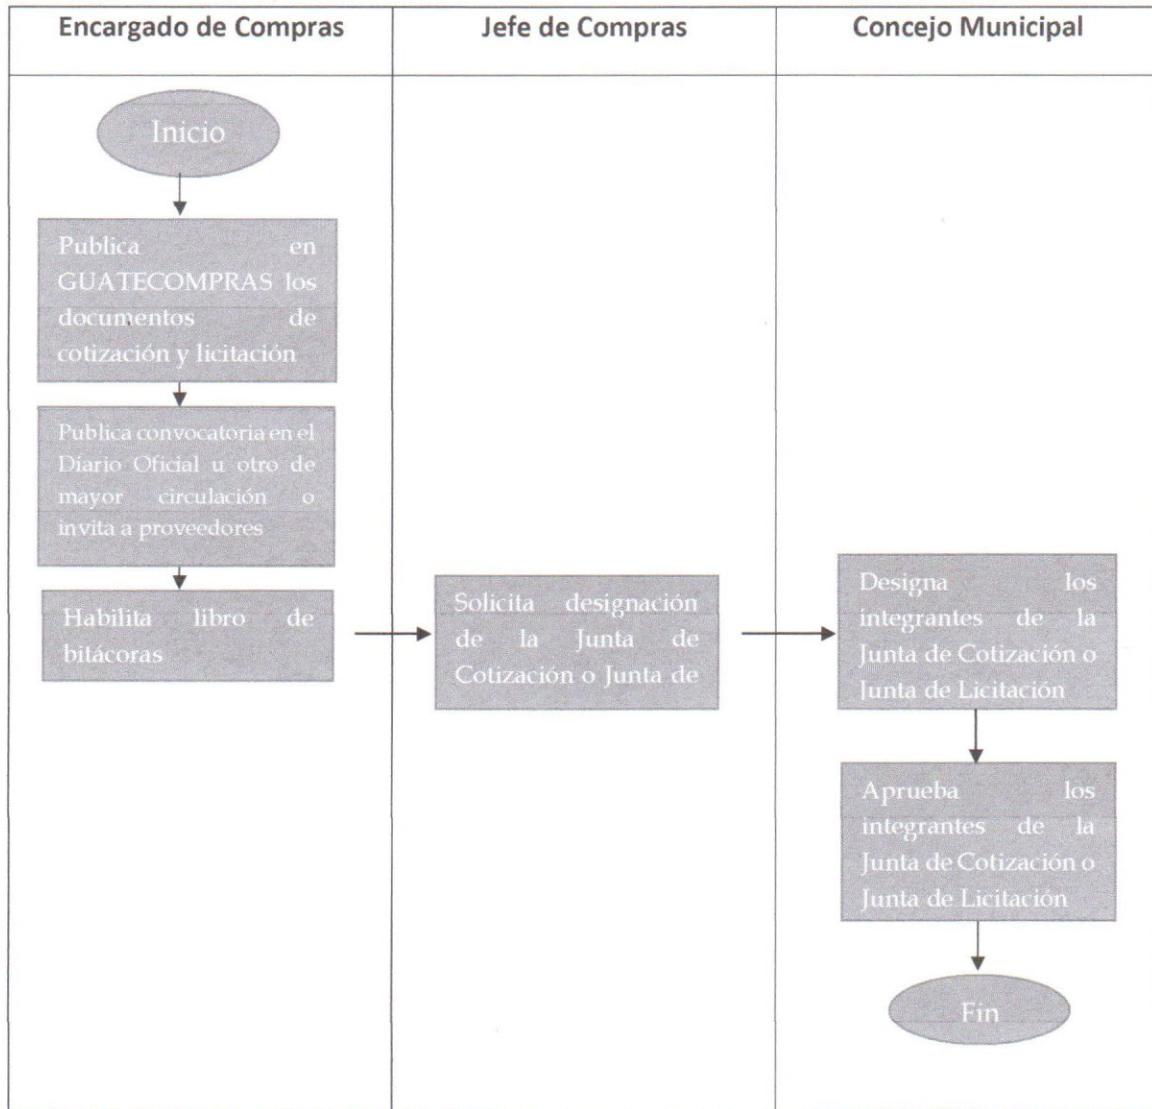 Encargado de Compras
Jefe de Compras
Concejo Municipal
Inicio
Publica en
GUATECOMPRAS los
documentos de
cotización y licitación
Publica convocatoria en el
Diario Oficial u otro de
mayor circulación o
invita a proveedores
Habilita libro de
bitácoras
Solicita designación
de la Junta de
Cotización o Junta de
Designa los
integrantes de la
Junta de Cotización o
Junta de Licitación
Aprueba los
integrantes de la
Junta de Cotización o
Junta de Licitación
Fin